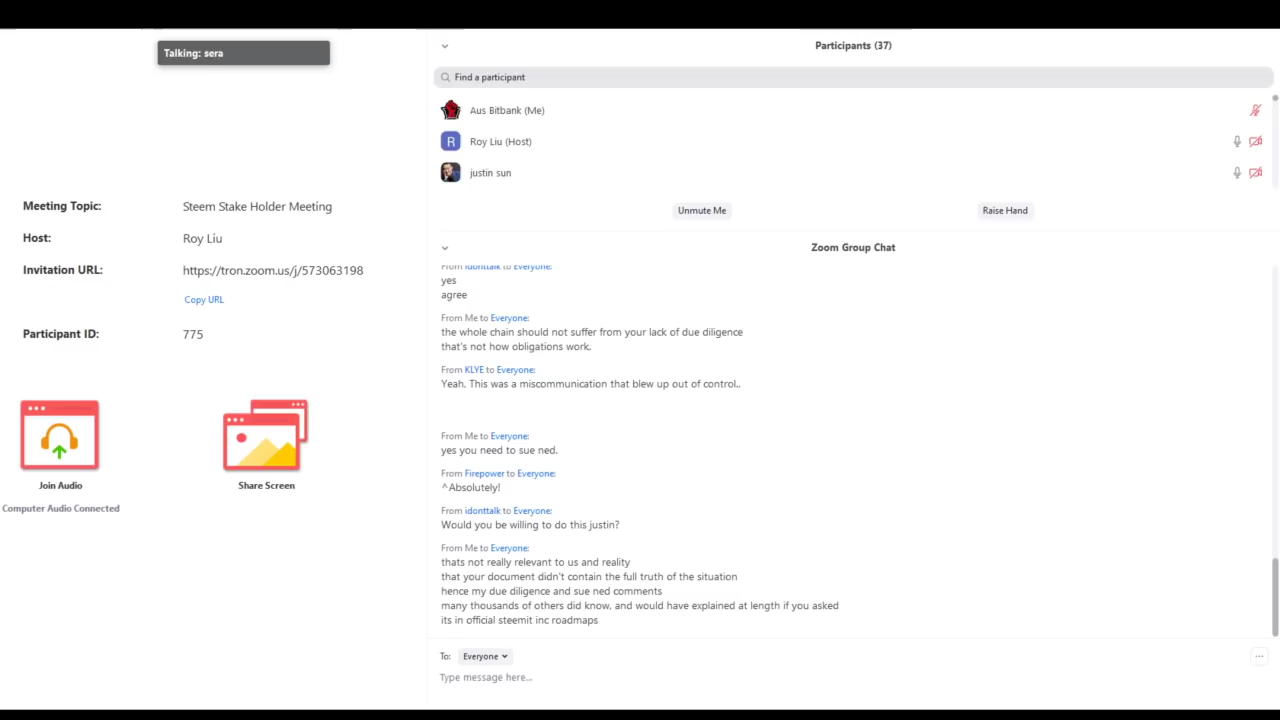 Talking: sera
Meeting Topic: Steem Stake Holder Meeting
Host: Roy Liu
Invitation URL: https://tron.zoom.us/j/573063198
Copy URL
Participant ID: 775
Join Audio
Computer Audio Connected
Share Screen
Participants (37)
Find a participant
Aus Bitbank (Me)
R Roy Liu (Host)
justin sun
Unmute Me
Raise Hand
Zoom Group Chat
From idonttalk to Everyone:
yes
agree
From Me to Everyone:
the whole chain should not suffer from your lack of due diligence
that's not how obligations work.
From KLYE to Everyone:
Yeah, This was a miscommunication that blew up out of control..
From Me to Everyone:
yes you need to sue ned.
From Firepower to Everyone:
^Absolutely!
From idonttalk to Everyone:
Would you be willing to do this justin?
From Me to Everyone:
thats not really relevant to us and reality
that your document didn't contain the full truth of the situation
hence my due diligence and sue ned comments
many thousands of others did know, and would have explained at length if you asked
its in official steemit inc roadmaps
To: Everyone
...
Type message here...